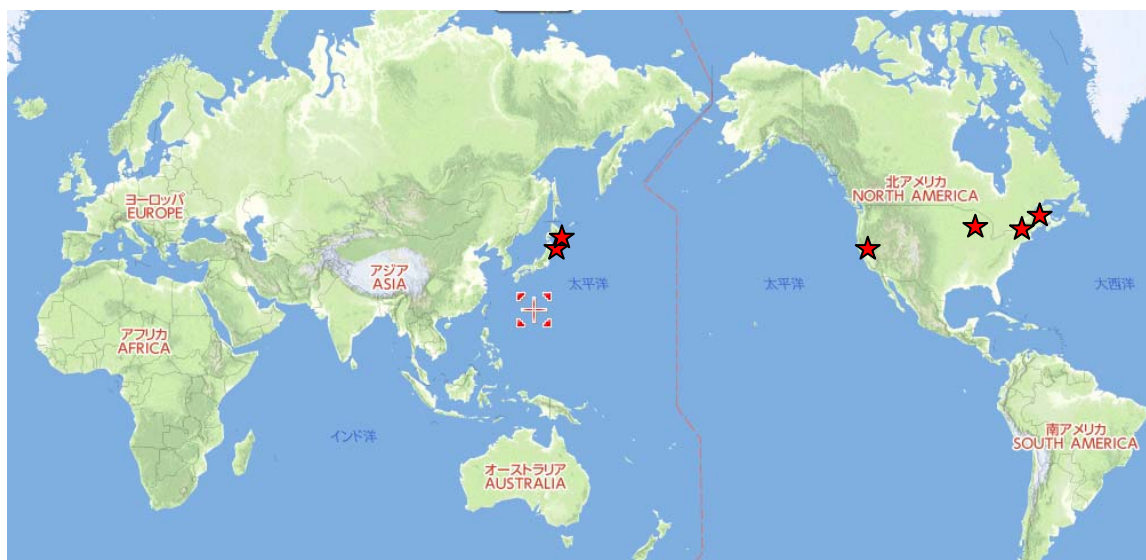 ヨーロッパ
EUROPE
北アメリカ
NORTH AMERICA
アジア
ASIA
太平洋
太平洋
大西洋
アフリカ
AFRICA
インド洋
南アメリカ
SOUTH AMERICA
オーストラリア
AUSTRALIA